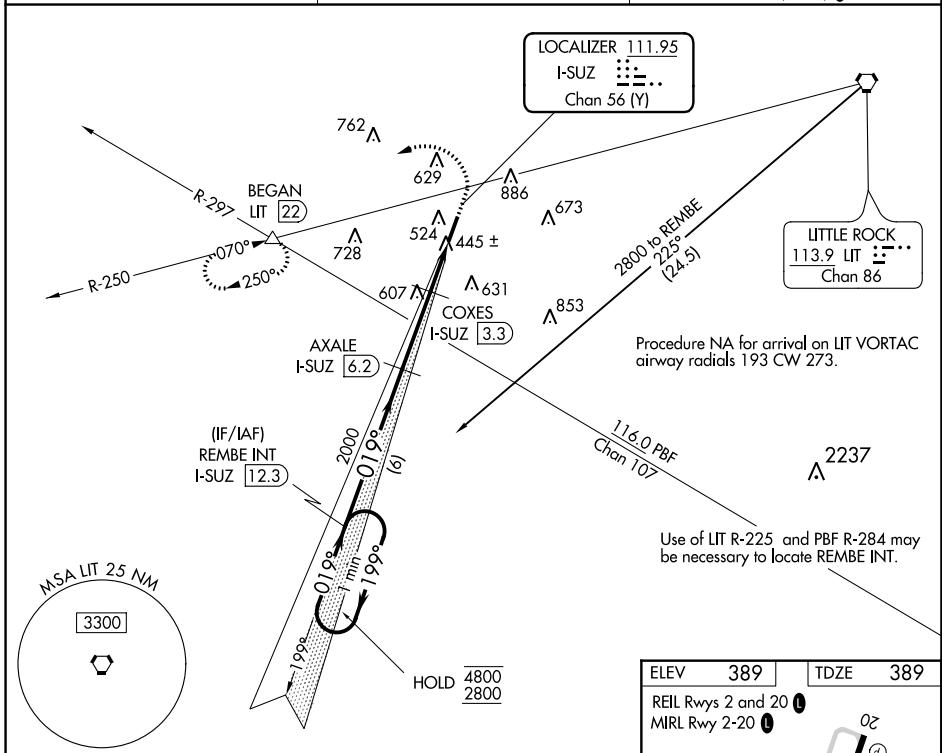 LOCALIZER 111.95
I-SUZ
Chan 56 (Y)
762
629
886
R-297
BEGAN
LIT 22
673
524
445 ±
728
070°
250°
R-250
2800 to REMBE
225°
(24.5)
LITTLE ROCK
113.9 LIT
Chan 86
607
631
COXES
I-SUZ 3.3
853
AXALE
I-SUZ 6.2
Procedure NA for arrival on LIT VORTAC
airway radials 193 CW 273.
2000
019°
(6)
116.0 PBF
Chan 107
(IF/IAF)
REMBE INT
I-SUZ 12.3
2237
Use of LIT R-225 and PBF R-284 may
be necessary to locate REMBE INT.
019°
1 min
199°
MSA LIT 25 NM
3300
199°
HOLD 4800
2800
ELEV 389
TDZE 389
REIL Rwys 2 and 20 L
MIRL Rwy 2-20 L
20